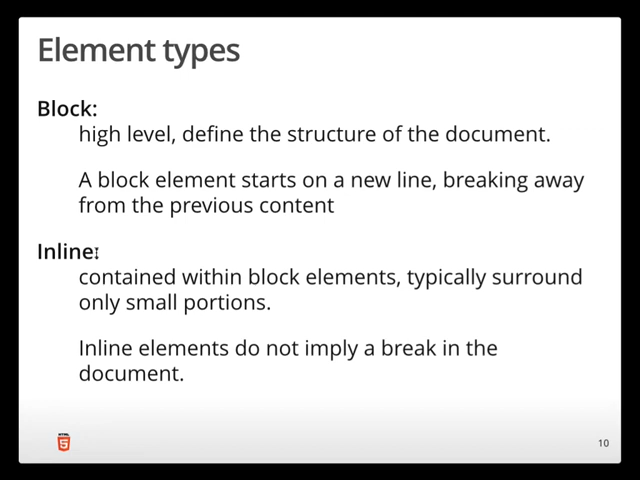 Element types
Block:
high level, define the structure of the document.
A block element starts on a new line, breaking away
from the previous content
Inline:
contained within block elements, typically surround
only small portions.
Inline elements do not imply a break in the
document.
HTML
5
10